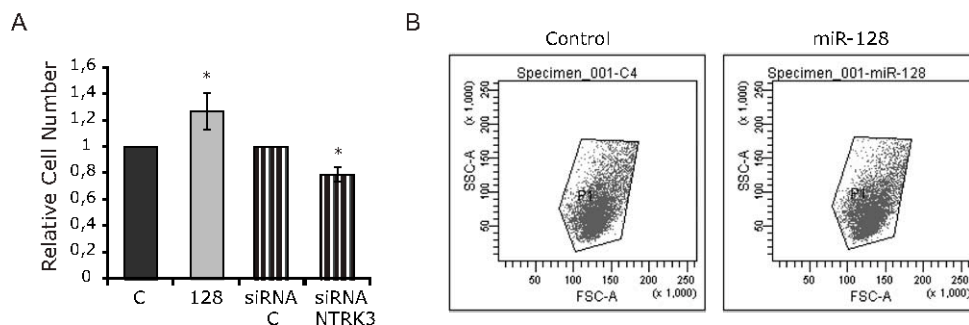 A
Relative Cell Number
1,6
1,4
1,2
1
0,8
0,6
0,4
0,2
0
*
*
C
128
siRNA
C
siRNA
NTRK3
B
Control
Specimen_001-C4
SSC-A
(x 1,000)
250
200
150
100
50
P1
50 100 150 200 250
FSC-A
(x 1,000)
miR-128
Specimen_001-miR-128
SSC-A
(x 1,000)
250
200
150
100
50
P1
50 100 150 200 250
FSC-A
(x 1,000)